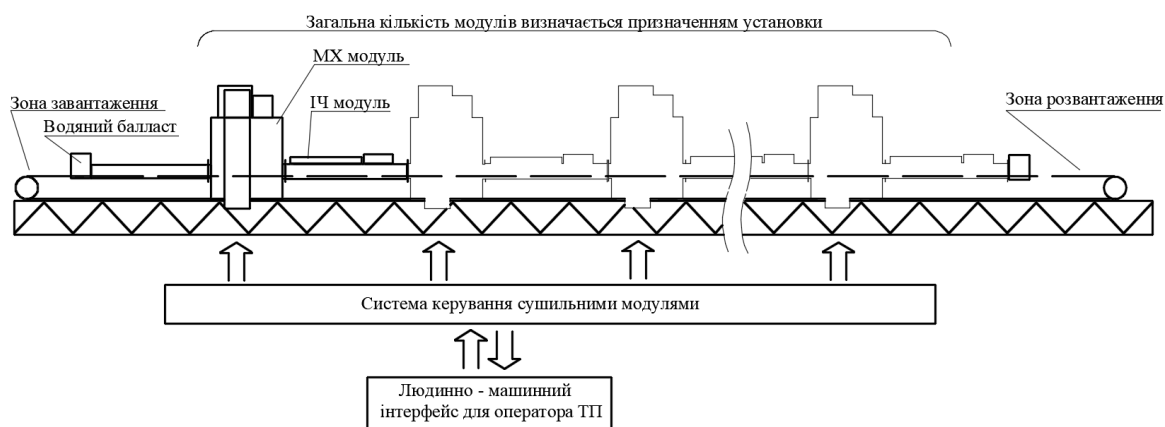 Загальна кількість модулів визначається призначенням установки
МХ модуль
ІЧ модуль
Зона завантаження
Водяний балласт
Зона розвантаження
Система керування сушильними модулями
Людинно - машинний
інтерфейс для оператора ТП